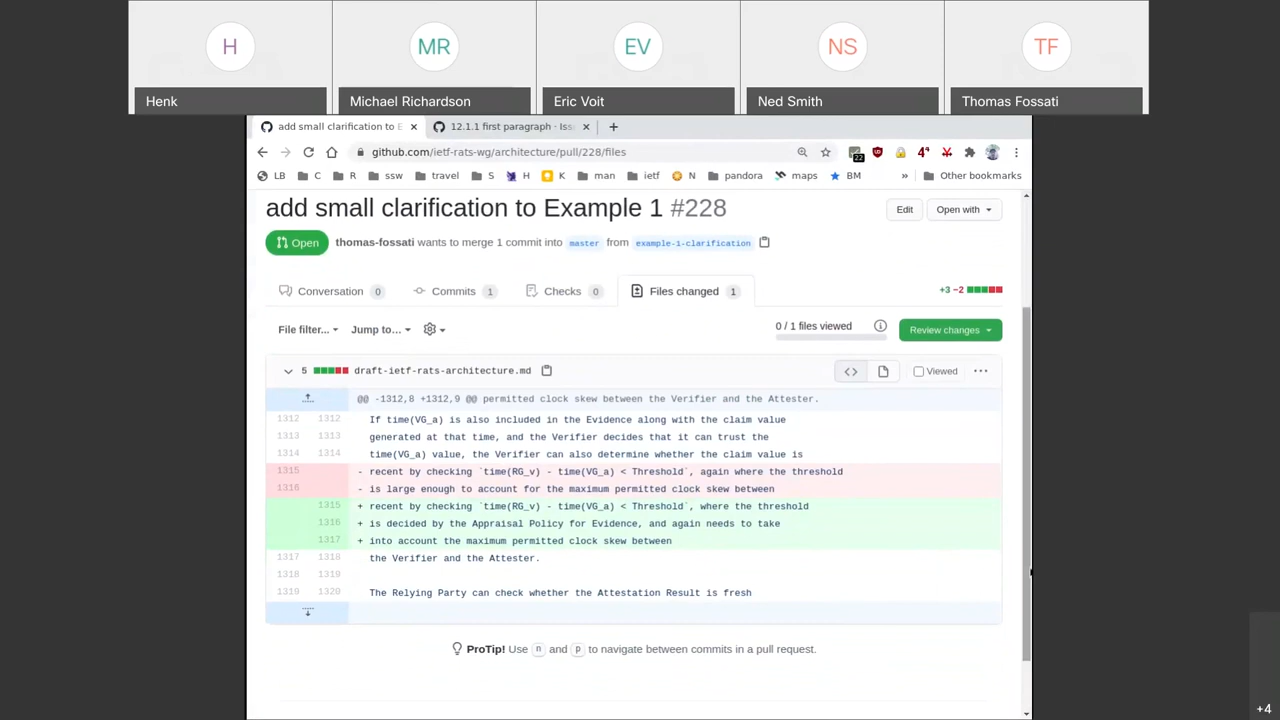 H
MR
EV
NS
TF
Henk
Michael Richardson
Eric Voit
Ned Smith
Thomas Fossati
add small clarification to E
12.1.1 first paragraph - Iss
github.com/ietf-rats-wg/architecture/pull/228/files
22
LB
C
R
ssw
travel
S
H
K
man
ietf
N
pandora
maps
BM
»
Other bookmarks
add small clarification to Example 1 #228
Edit
Open with
Open
thomas-fossati wants to merge 1 commit into master from example-1-clarification
Conversation 0
Commits 1
Checks 0
Files changed 1
+3 −2
File filter...
Jump to...
0 / 1 files viewed
Review changes
5 draft-ietf-rats-architecture.md
Viewed
@@ -1312,8 +1312,9 @@ permitted clock skew between the Verifier and the Attester.
1312 1312 If time(VG_a) is also included in the Evidence along with the claim value
1313 1313 generated at that time, and the Verifier decides that it can trust the
1314 1314 time(VG_a) value, the Verifier can also determine whether the claim value is
1315 - recent by checking `time(RG_v) - time(VG_a) < Threshold`, again where the threshold
1316 - is large enough to account for the maximum permitted clock skew between
1315 + recent by checking `time(RG_v) - time(VG_a) < Threshold`, where the threshold
1316 + is decided by the Appraisal Policy for Evidence, and again needs to take
1317 + into account the maximum permitted clock skew between
1317 1318 the Verifier and the Attester.
1318 1319
1319 1320 The Relying Party can check whether the Attestation Result is fresh
ProTip! Use n and p to navigate between commits in a pull request.
+4